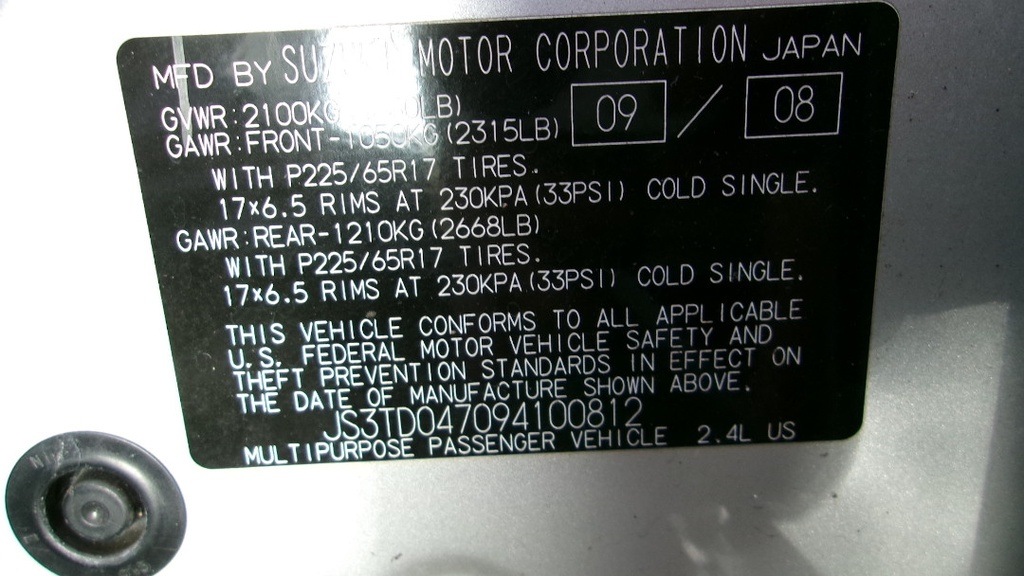 MFD BY MOTOR CORPORATION JAPAN
GVWR:2100KG
09 / 08
GAWR:FRONT-1050KG(2315LB)
WITH P225/65R17 TIRES.
17×6.5 RIMS AT 230KPA(33PSI) COLD SINGLE.
GAWR:REAR-1210KG(2668LB)
WITH P225/65R17 TIRES.
17×6.5 RIMS AT 230KPA(33PSI) COLD SINGLE.
THIS VEHICLE CONFORMS TO ALL APPLICABLE
U.S. FEDERAL MOTOR VEHICLE SAFETY AND
THEFT PREVENTION STANDARDS IN EFFECT ON
THE DATE OF MANUFACTURE SHOWN ABOVE.
JS3TD047094100812
MULTIPURPOSE PASSENGER VEHICLE 2.4L US